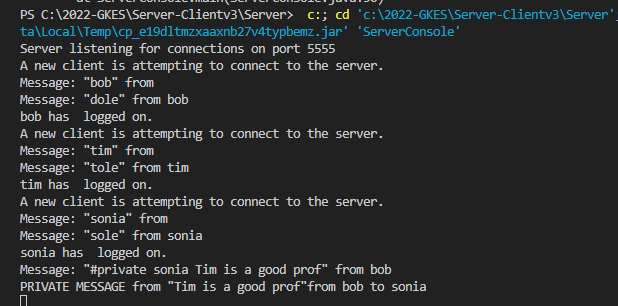 PS C:\2022-GKES\Server-Clientv3\Server>  c:; cd 'c:\2022-GKES\Server-Clientv3\Server'
ta\Local\Temp\cp_e19dltmzxaaxnb27v4typbemz.jar' 'ServerConsole'
Server listening for connections on port 5555
A new client is attempting to connect to the server.
Message: "bob" from
Message: "dole" from bob
bob has  logged on.
A new client is attempting to connect to the server.
Message: "tim" from
Message: "tole" from tim
tim has  logged on.
A new client is attempting to connect to the server.
Message: "sonia" from
Message: "sole" from sonia
sonia has  logged on.
Message: "#private sonia Tim is a good prof" from bob
PRIVATE MESSAGE from "Tim is a good prof"from bob to sonia